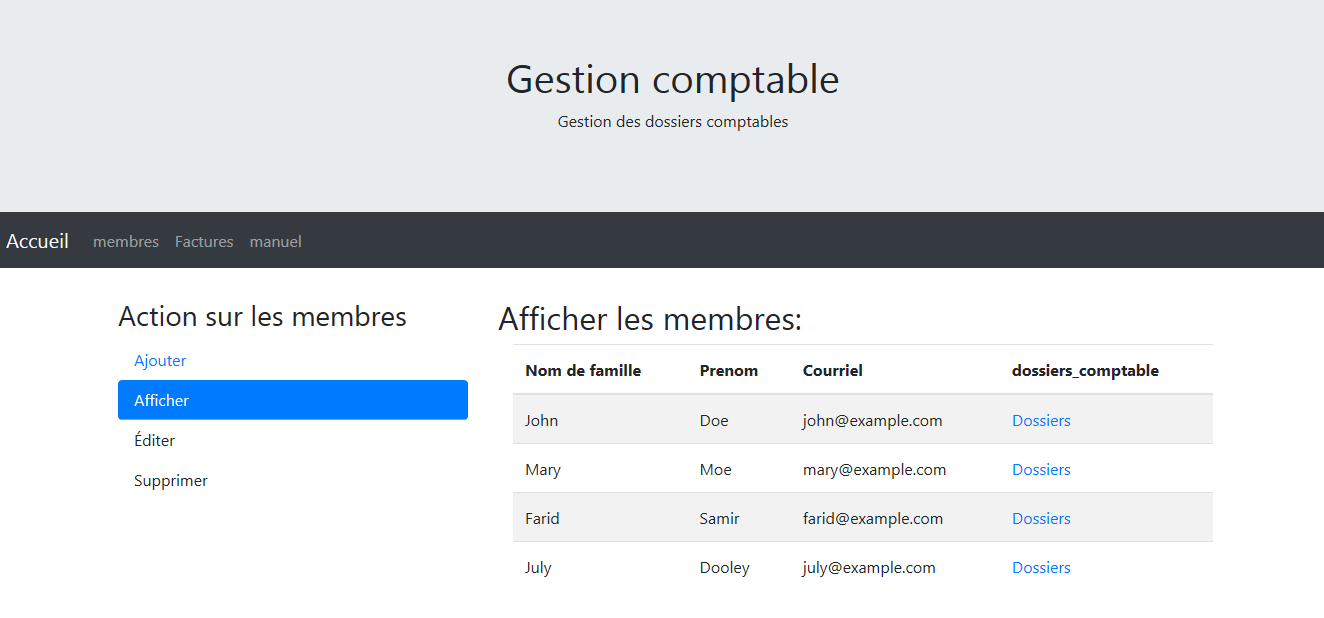 Gestion comptable
Gestion des dossiers comptables
Accueil membres Factures manuel
Action sur les membres
Ajouter
Afficher
Éditer
Supprimer
Afficher les membres:
Nom de famille Prenom Courriel dossiers_comptable
John Doe john@example.com Dossiers
Mary Moe mary@example.com Dossiers
Farid Samir farid@example.com Dossiers
July Dooley july@example.com Dossiers